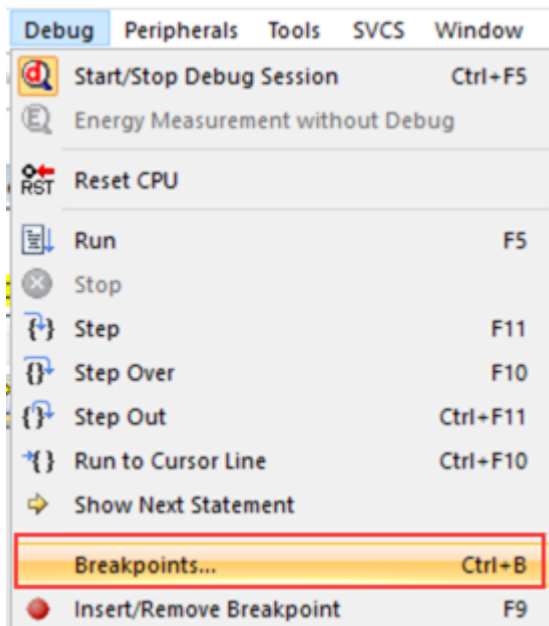 Debug Peripherals Tools SVCS Window
Start/Stop Debug Session Ctrl+F5
Energy Measurement without Debug
RST Reset CPU
Run F5
Stop
Step F11
Step Over F10
Step Out Ctrl+F11
Run to Cursor Line Ctrl+F10
Show Next Statement
Breakpoints... Ctrl+B
Insert/Remove Breakpoint F9